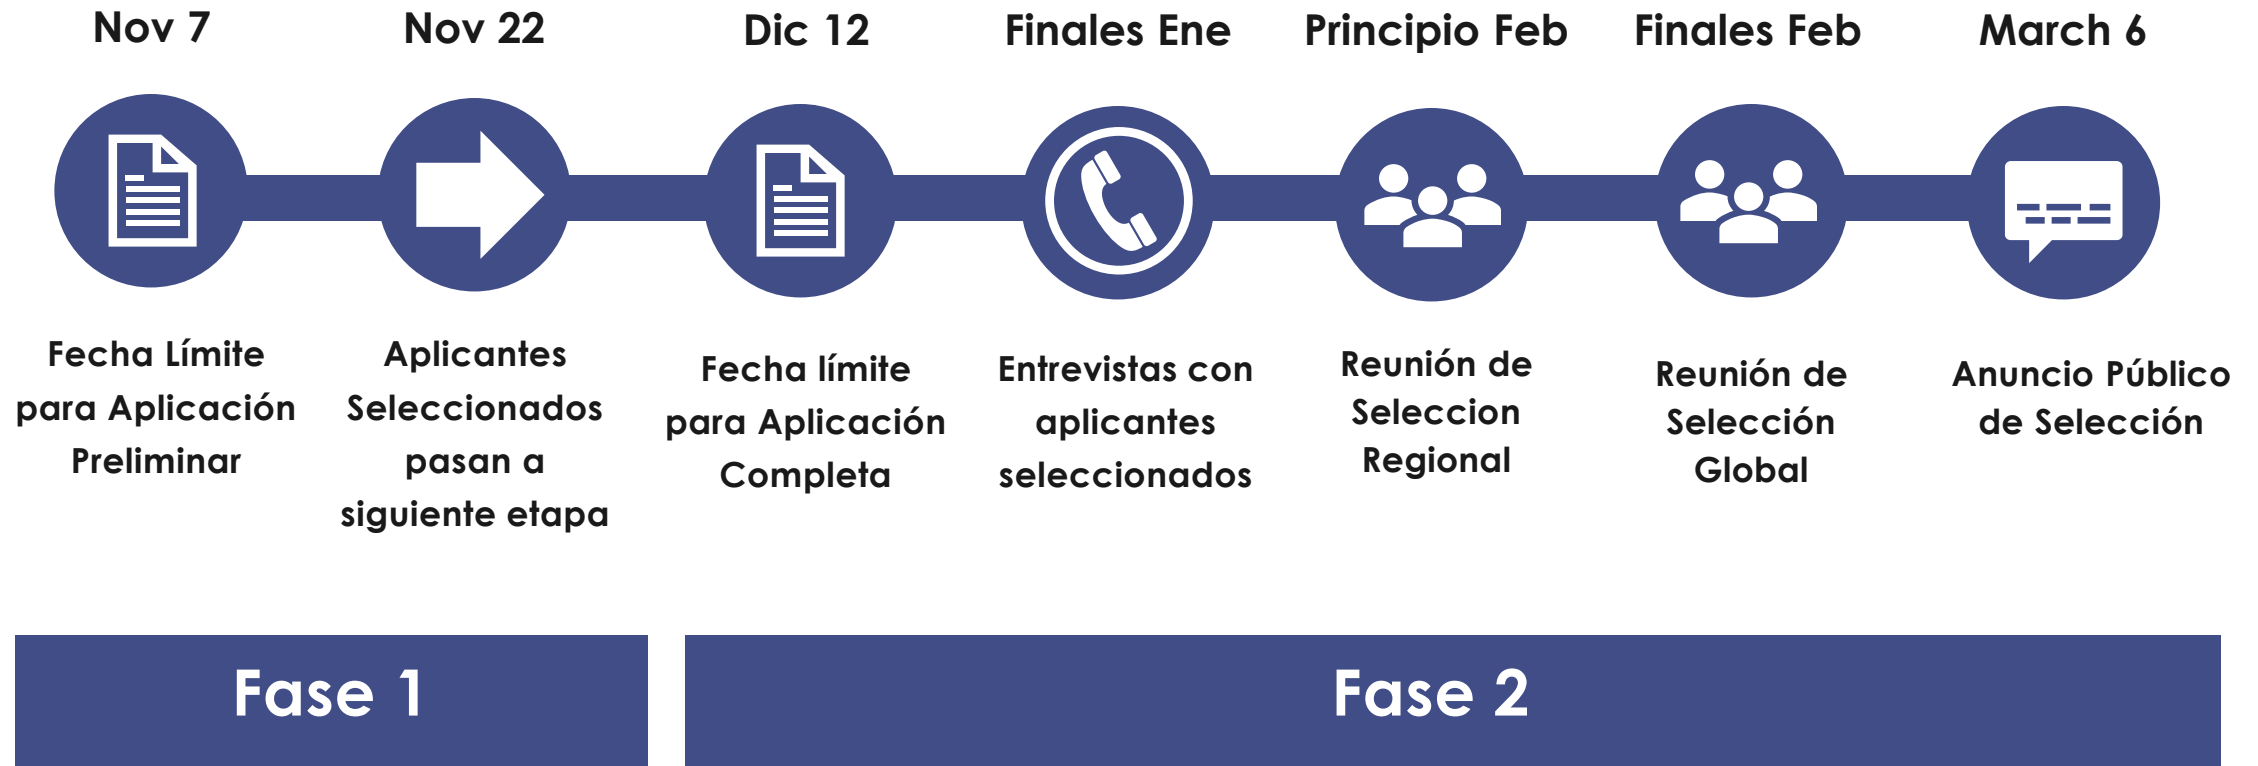 Nov 7
Nov 22
Dic 12
Finales Ene
Principio Feb
Finales Feb
March 6
Fecha Límite
para Aplicación
Preliminar
Aplicantes
Seleccionados
pasan a
siguiente etapa
Fecha límite
para Aplicación
Completa
Entrevistas con
aplicantes
seleccionados
Reunión de
Seleccion
Regional
Reunión de
Selección
Global
Anuncio Público
de Selección
Fase 1
Fase 2